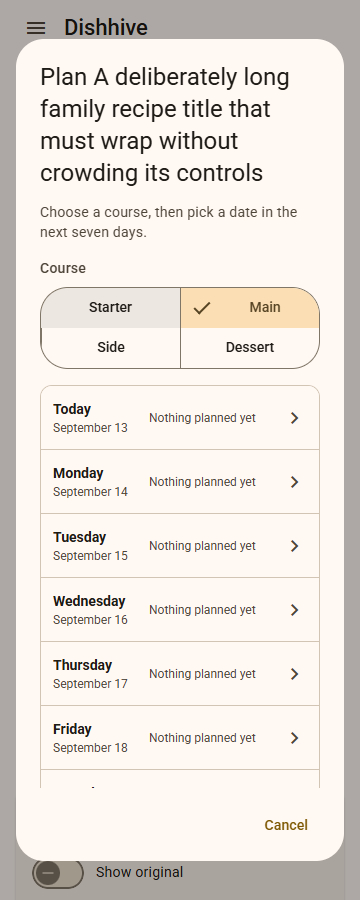 Dishhive
Plan A deliberately long
family recipe title that
must wrap without
crowding its controls
Choose a course, then pick a date in the
next seven days.
Course
Starter
Main
Side
Dessert
Today
September 13
Nothing planned yet
Monday
September 14
Nothing planned yet
Tuesday
September 15
Nothing planned yet
Wednesday
September 16
Nothing planned yet
Thursday
September 17
Nothing planned yet
Friday
September 18
Nothing planned yet
Cancel
Show original